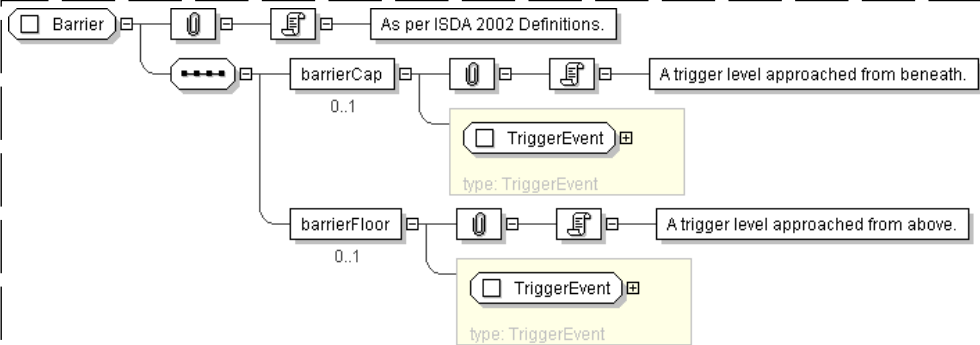 Barrier
As per ISDA 2002 Definitions.
barrierCap
A trigger level approached from beneath.
0..1
TriggerEvent
type: TriggerEvent
barrierFloor
A trigger level approached from above.
0..1
TriggerEvent
type: TriggerEvent